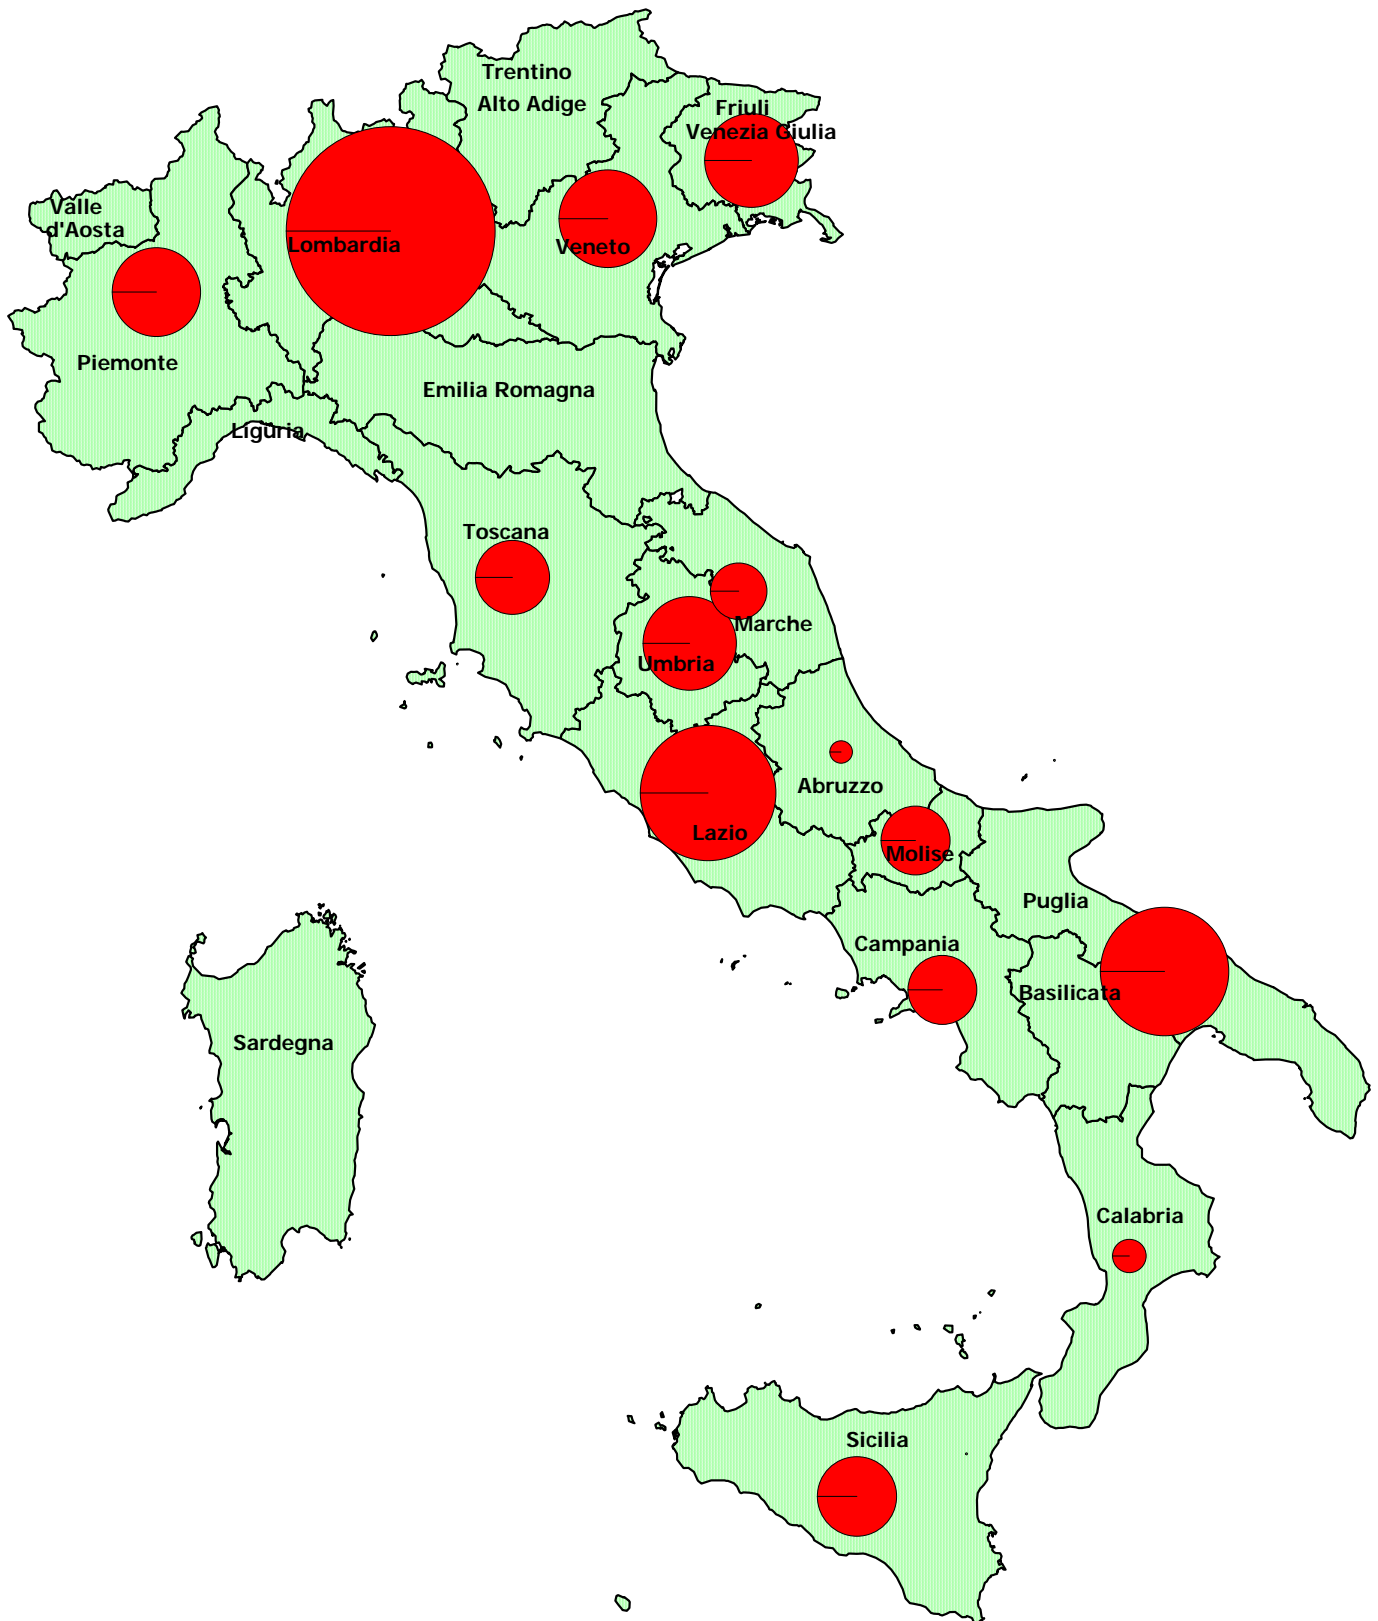 Trentino
Alto Adige
Friuli
Venezia Giulia
Valle
d'Aosta
Lombardia
Veneto
Piemonte
Emilia Romagna
Liguria
Toscana
Marche
Umbria
Abruzzo
Lazio
Molise
Puglia
Campania
Basilicata
Sardegna
Calabria
Sicilia